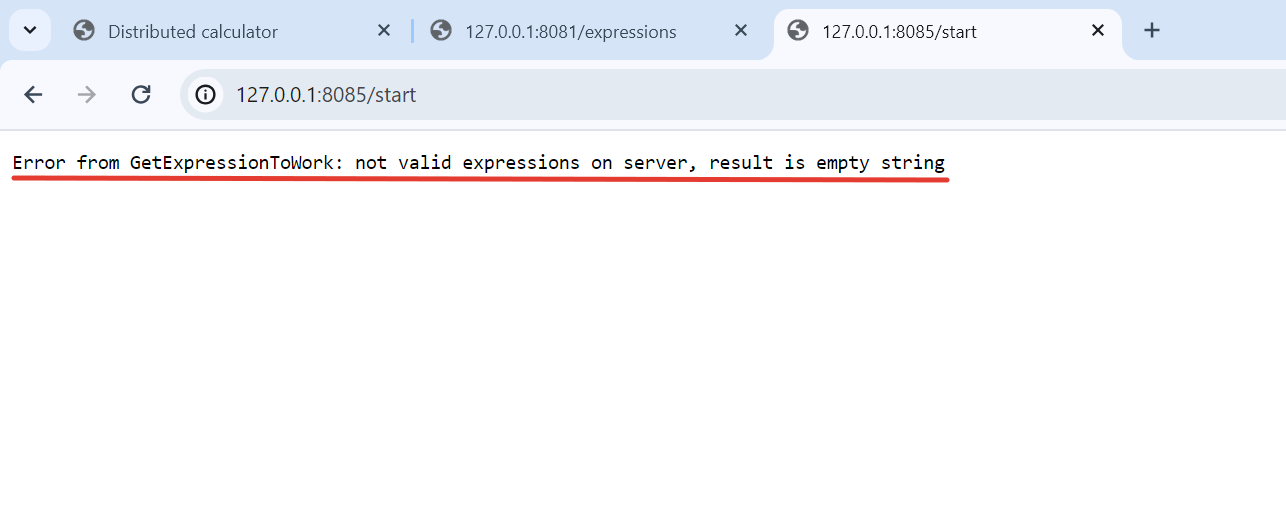 Distributed calculator
127.0.0.1:8081/expressions
127.0.0.1:8085/start
127.0.0.1:8085/start
Error from GetExpressionToWork: not valid expressions on server, result is empty string